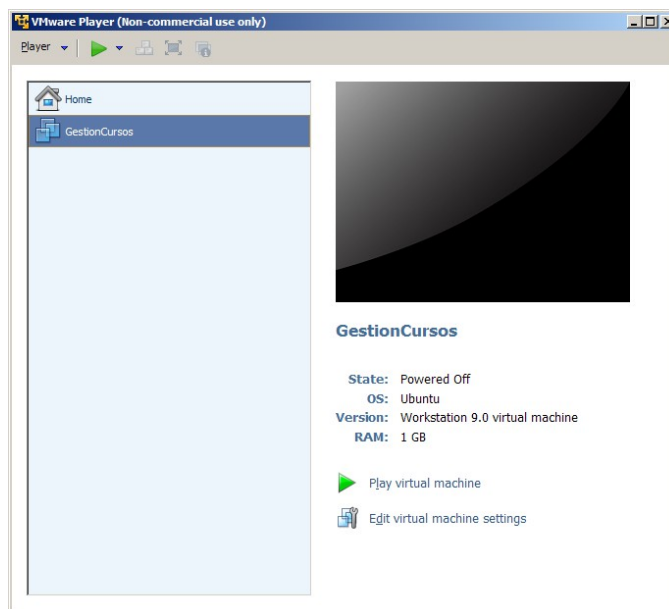 VMware Player (Non-commercial use only)
Player
Home
GestionCursos
GestionCursos
State: Powered Off
OS: Ubuntu
Version: Workstation 9.0 virtual machine
RAM: 1 GB
Play virtual machine
Edit virtual machine settings